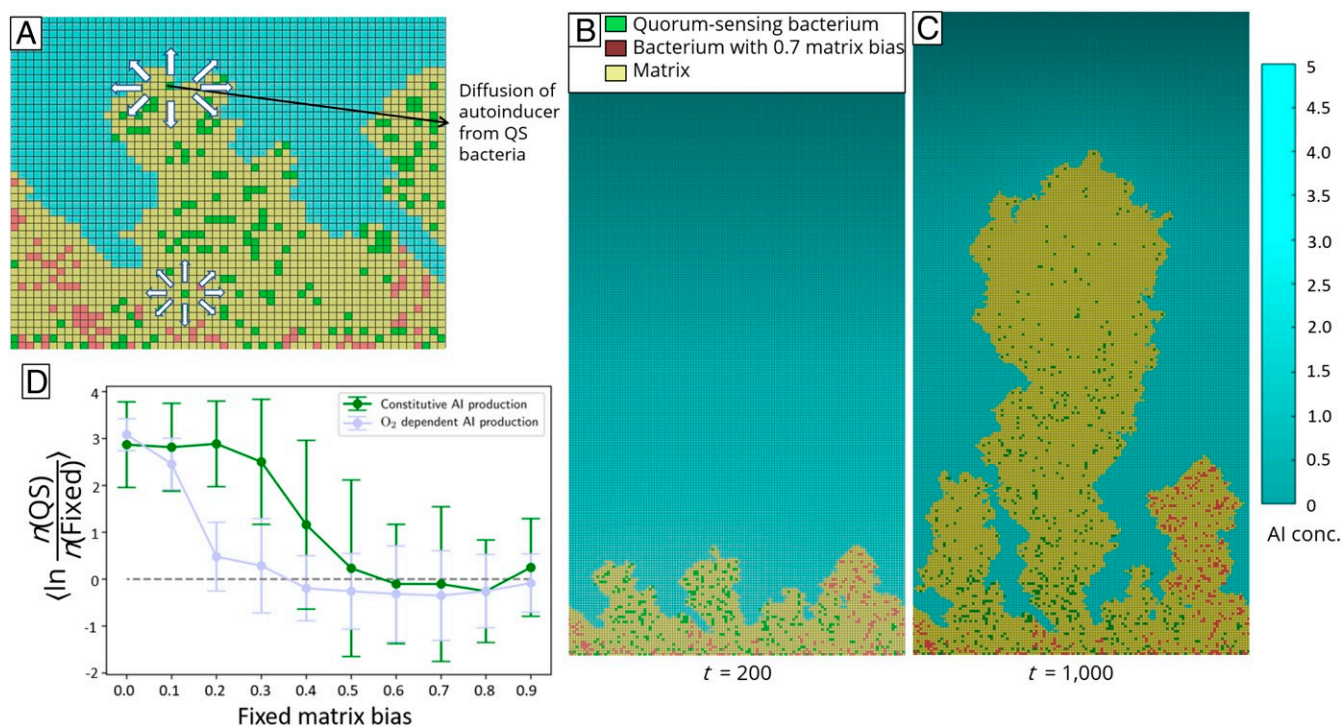 A
Diffusion of
autoinducer
from QS
bacteria
B
Quorum-sensing bacterium
Bacterium with 0.7 matrix bias
Matrix
t = 200
C
t = 1,000
5
4.5
4.0
3.5
3.0
2.5
2.0
1.5
1.0
0.5
0
AI conc.
D
⟨ln n(QS)/n(Fixed)⟩
4
3
2
1
0
-1
-2
Constitutive AI production
O₂ dependent AI production
0.0 0.1 0.2 0.3 0.4 0.5 0.6 0.7 0.8 0.9
Fixed matrix bias